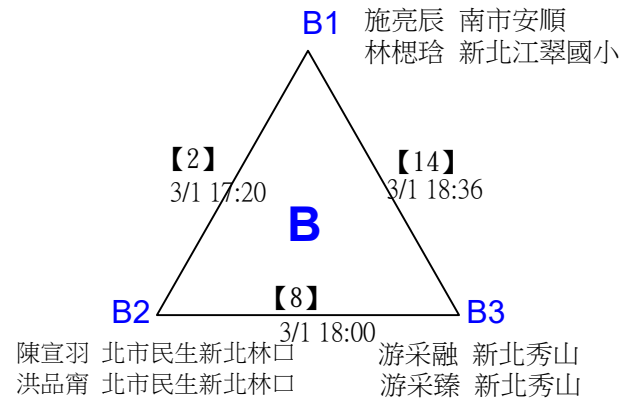 B1
施亮辰 南市安順
林楒琀 新北江翠國小
【2】
3/1 17:20
【14】
3/1 18:36
B
【8】
3/1 18:00
B2
陳宣羽 北市民生新北林口
洪品甯 北市民生新北林口
B3
游采融 新北秀山
游采臻 新北秀山